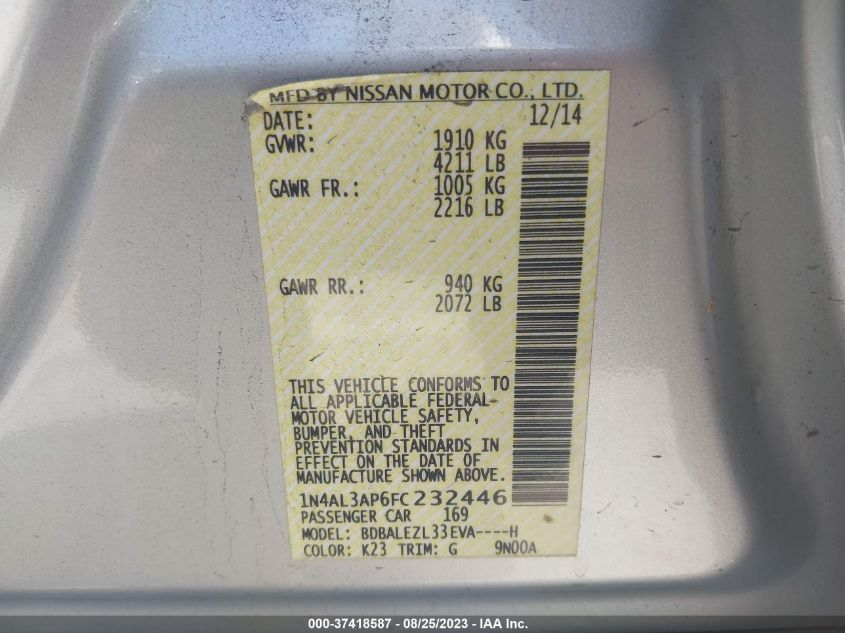 MFD BY NISSAN MOTOR CO., LTD.
DATE: 12/14
GVWR: 1910 KG
4211 LB
GAWR FR.: 1005 KG
2216 LB
GAWR RR.: 940 KG
2072 LB
THIS VEHICLE CONFORMS TO
ALL APPLICABLE FEDERAL
MOTOR VEHICLE SAFETY,
BUMPER, AND THEFT
PREVENTION STANDARDS IN
EFFECT ON THE DATE OF
MANUFACTURE SHOWN ABOVE.
1N4AL3AP6FC232446
PASSENGER CAR 169
MODEL: BDBALEZL33EVA----H
COLOR: K23 TRIM: G 9N00A
000-37418587 - 08/25/2023 - IAA Inc.